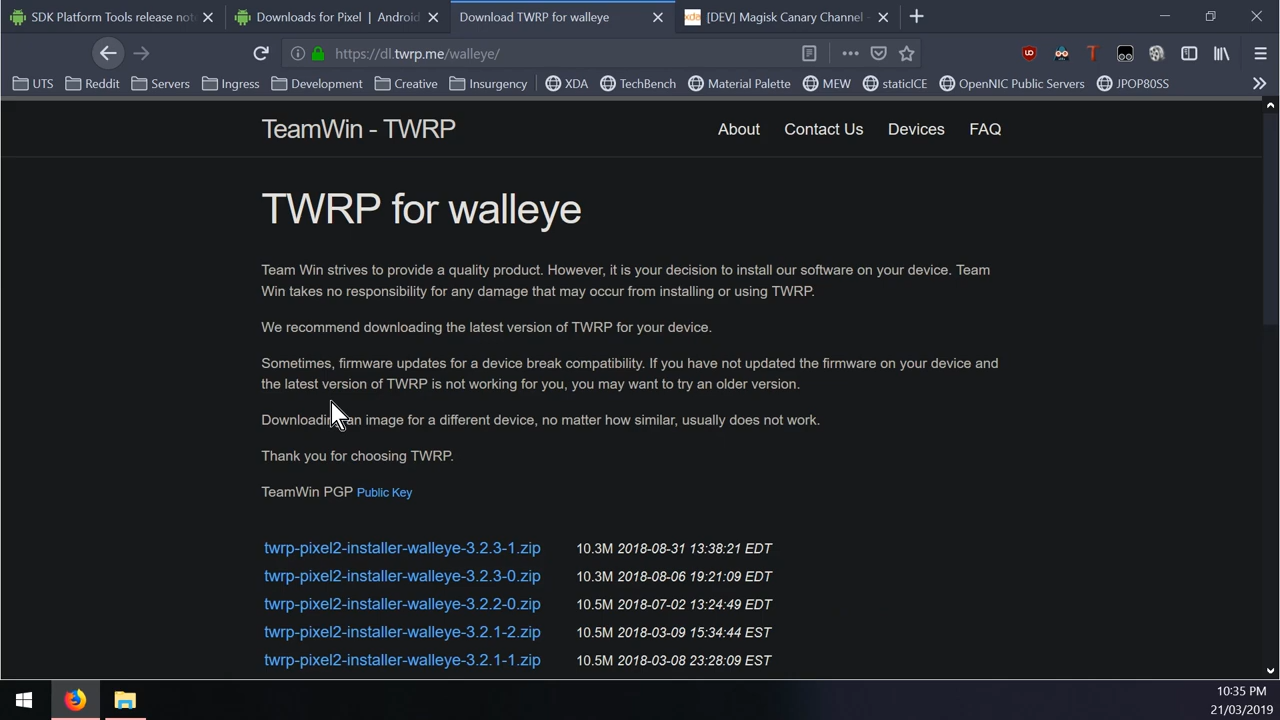 SDK Platform Tools release not
Downloads for Pixel | Android
Download TWRP for walleye
xda
[DEV] Magisk Canary Channel
https://dl.twrp.me/walleye/
UTS
Reddit
Servers
Ingress
Development
Creative
Insurgency
XDA
TechBench
Material Palette
MEW
staticICE
OpenNIC Public Servers
JPOP80SS
TeamWin - TWRP
About
Contact Us
Devices
FAQ
TWRP for walleye
Team Win strives to provide a quality product. However, it is your decision to install our software on your device. Team
Win takes no responsibility for any damage that may occur from installing or using TWRP.
We recommend downloading the latest version of TWRP for your device.
Sometimes, firmware updates for a device break compatibility. If you have not updated the firmware on your device and
the latest version of TWRP is not working for you, you may want to try an older version.
Downloading an image for a different device, no matter how similar, usually does not work.
Thank you for choosing TWRP.
TeamWin PGP Public Key
twrp-pixel2-installer-walleye-3.2.3-1.zip 10.3M 2018-08-31 13:38:21 EDT
twrp-pixel2-installer-walleye-3.2.3-0.zip 10.3M 2018-08-06 19:21:09 EDT
twrp-pixel2-installer-walleye-3.2.2-0.zip 10.5M 2018-07-02 13:24:49 EDT
twrp-pixel2-installer-walleye-3.2.1-2.zip 10.5M 2018-03-09 15:34:44 EST
twrp-pixel2-installer-walleye-3.2.1-1.zip 10.5M 2018-03-08 23:28:09 EST
10:35 PM
21/03/2019